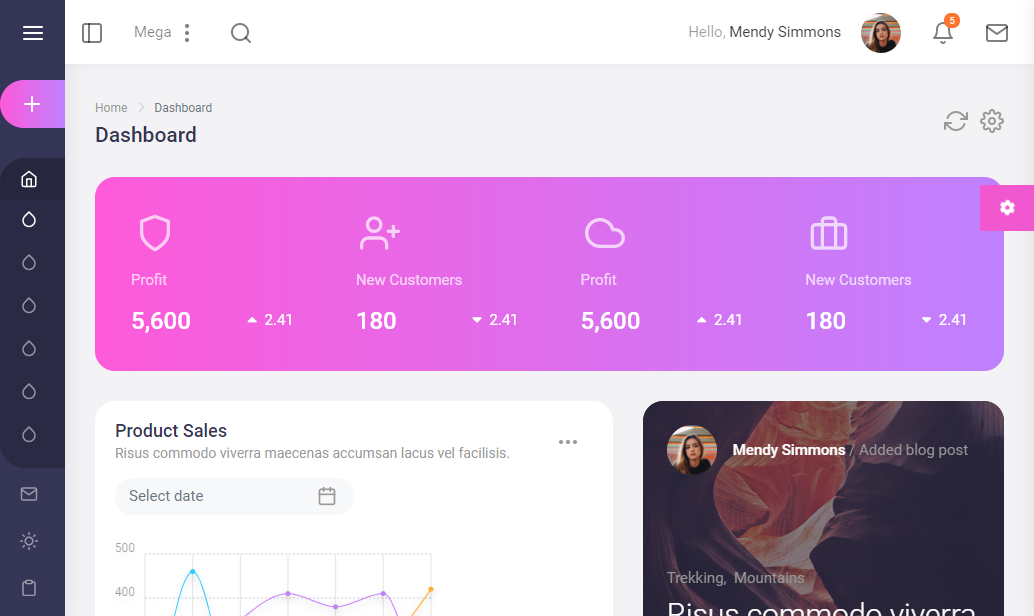 Mega
Hello, Mendy Simmons
5
Home Dashboard
Dashboard
Profit
5,600 2.41
New Customers
180 2.41
Profit
5,600 2.41
New Customers
180 2.41
Product Sales
Risus commodo viverra maecenas accumsan lacus vel facilisis.
Select date
500
400
Mendy Simmons / Added blog post
Trekking, Mountains
Risus commodo viverra